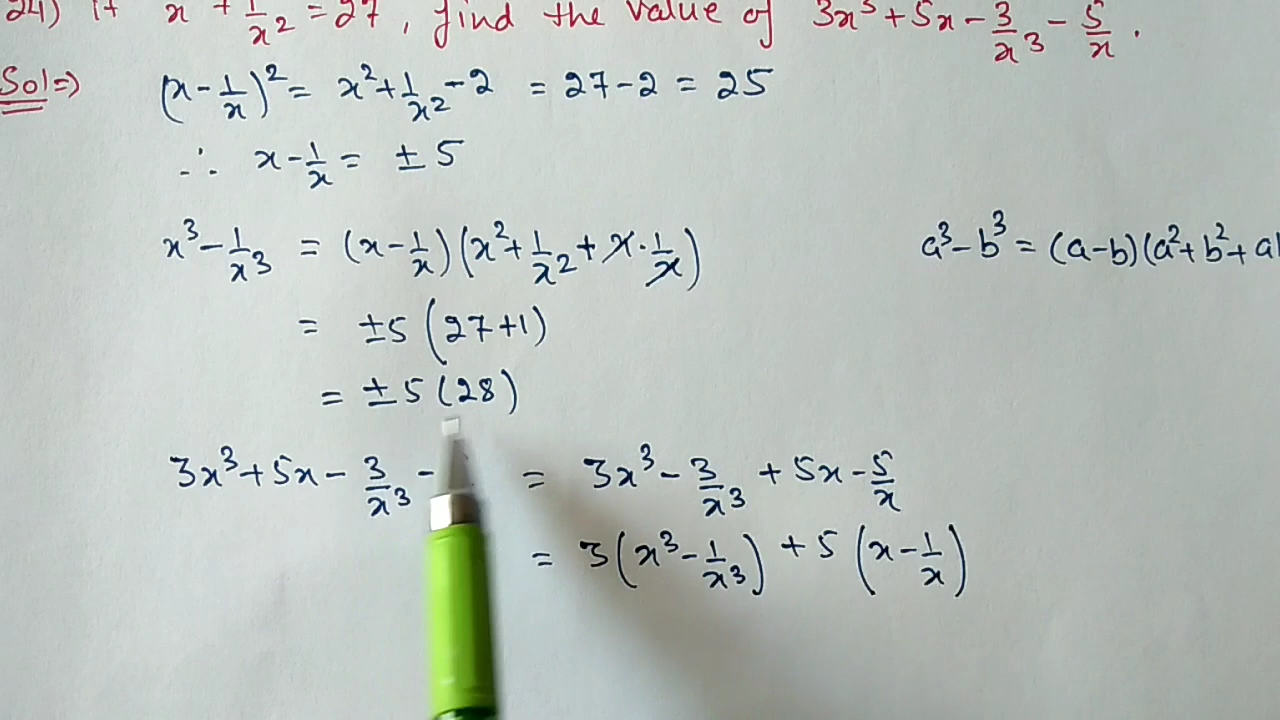 24) If x + 1/x2 = 27, find the value of 3x3 + 5x - 3/x3 - 5/x.
Sol => (x - 1/x)2 = x2 + 1/x2 - 2 = 27 - 2 = 25
∴ x - 1/x = ± 5
x3 - 1/x3 = (x - 1/x)(x2 + 1/x2 + x · 1/x) a3 - b3 = (a - b)(a2 + b2 + a
= ±5 (27+1)
= ±5 (28)
3x3 + 5x - 3/x3 - = 3x3 - 3/x3 + 5x - 5/x
= 3(x3 - 1/x3) + 5(x - 1/x)